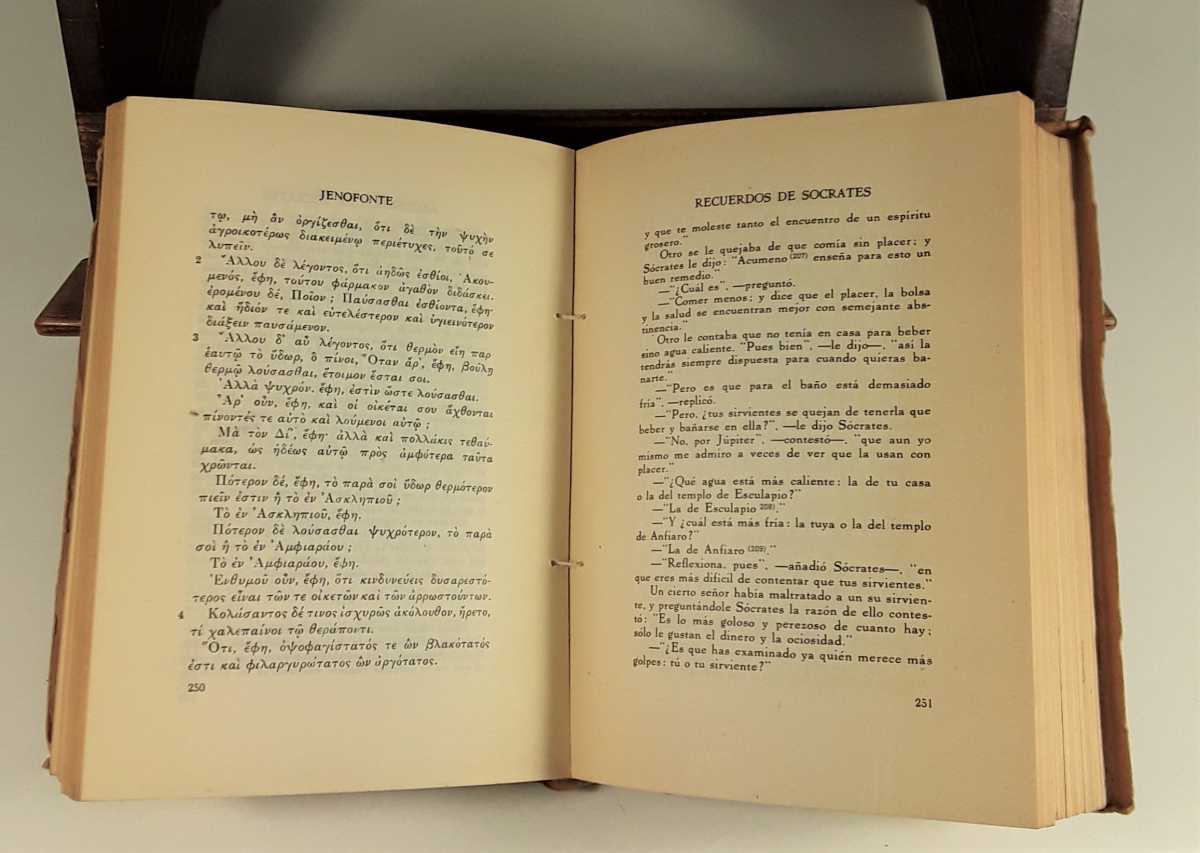 JENOFONTE
τῳ, μὴ ἂν ὀργίζεσθαι, ὅτι δὲ τὴν ψυχὴν
ἀγροικοτέρως διακειμένῳ περιέτυχες, τοῦτό σε
λυπεῖν.
2 Ἄλλου δὲ λέγοντος, ὅτι ἀηδῶς ἐσθίοι, Ἀκου-
μενός, ἔφη, τούτου φάρμακον ἀγαθὸν διδάσκει.
ἐρομένου δέ, Ποῖον; Παύσασθαι ἐσθίοντα, ἔφη·
καὶ ἥδιόν τε καὶ εὐτελέστερον καὶ ὑγιεινότερον
διάξειν παυσάμενον.
3 Ἄλλου δ' αὖ λέγοντος, ὅτι θερμὸν εἴη παρ
ἑαυτῷ τὸ ὕδωρ, ὃ πίνοι, Ὅταν ἄρ', ἔφη, βούλῃ
θερμῷ λούσασθαι, ἕτοιμον ἔσται σοι.
Ἀλλὰ ψυχρόν, ἔφη, ἐστὶν ὥστε λούσασθαι.
Ἆρ' οὖν, ἔφη, καὶ οἱ οἰκέται σου ἄχθονται
πίνοντές τε αὐτὸ καὶ λούμενοι αὐτῷ;
Μὰ τὸν Δί', ἔφη· ἀλλὰ καὶ πολλάκις τεθαύ-
μακα, ὡς ἡδέως αὐτῷ πρὸς ἀμφότερα ταῦτα
χρῶνται.
Πότερον δέ, ἔφη, τὸ παρὰ σοὶ ὕδωρ θερμότερον
πιεῖν ἐστιν ἢ τὸ ἐν Ἀσκληπιοῦ;
Τὸ ἐν Ἀσκληπιοῦ, ἔφη.
Πότερον δὲ λούσασθαι ψυχρότερον, τὸ παρὰ
σοὶ ἢ τὸ ἐν Ἀμφιαράου;
Τὸ ἐν Ἀμφιαράου, ἔφη.
Ἐνθυμοῦ οὖν, ἔφη, ὅτι κινδυνεύεις δυσαρεστό-
τερος εἶναι τῶν τε οἰκετῶν καὶ τῶν ἀρρωστούντων.
4 Κολάσαντος δέ τινος ἰσχυρῶς ἀκόλουθον, ἤρετο,
τί χαλεπαίνοι τῷ θεράποντι.
Ὅτι, ἔφη, ὀψοφαγίστατός τε ὢν βλακότατός
ἐστι καὶ φιλαργυρώτατος ὢν ἀργότατος.
250
RECUERDOS DE SOCRATES
y que te moleste tanto el encuentro de un espíritu
grosero."
Otro se le quejaba de que comía sin placer; y
Sócrates le dijo: "Acumeno (207) enseña para esto un
buen remedio."
—"¿Cuál es", —preguntó.
—"Comer menos; y dice que el placer, la bolsa
y la salud se encuentran mejor con semejante abs-
tinencia."
Otro le contaba que no tenía en casa para beber
sino agua caliente. "Pues bien", —le dijo—, "así la
tendrás siempre dispuesta para cuando quieras ba-
ñarte."
—"Pero es que para el baño está demasiado
fría", —replicó.
—"Pero, ¿tus sirvientes se quejan de tenerla que
beber y bañarse en ella?", —le dijo Sócrates.
—"No, por Júpiter", —contestó—, "que aun yo
mismo me admiro a veces de ver que la usan con
placer."
—"¿Qué agua está más caliente: la de tu casa
o la del templo de Esculapio?"
—"La de Esculapio 208)."
—"Y ¿cuál está más fría: la tuya o la del templo
de Anfiaro?"
—"La de Anfiaro (209)."
—"Reflexiona, pues", —añadió Sócrates—, "en
que eres más difícil de contentar que tus sirvientes."
Un cierto señor había maltratado a un su sirvien-
te, y preguntándole Sócrates la razón de ello contes-
tó: "Es lo más goloso y perezoso de cuanto hay;
sólo le gustan el dinero y la ociosidad."
—"¿Es que has examinado ya quién merece más
golpes: tú o tu sirviente?"
251